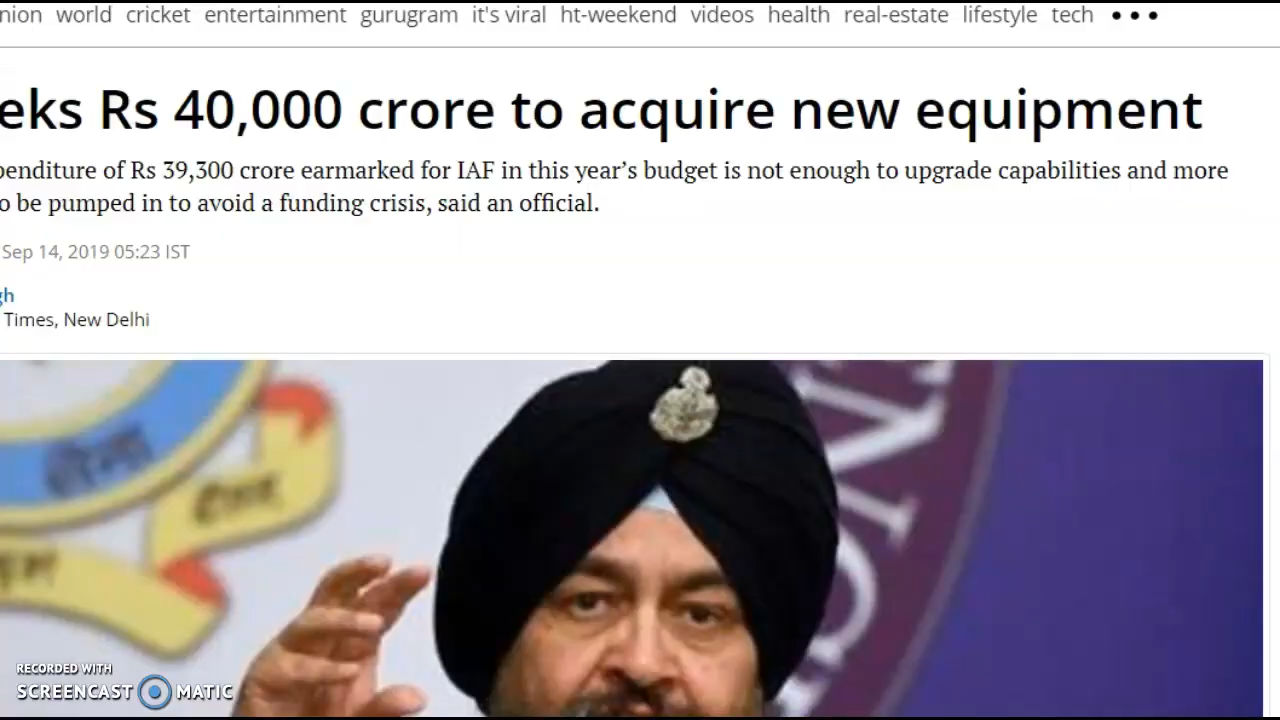 nion world cricket entertainment gurugram it's viral ht-weekend videos health real-estate lifestyle tech •••
eks Rs 40,000 crore to acquire new equipment
penditure of Rs 39,300 crore earmarked for IAF in this year’s budget is not enough to upgrade capabilities and more
o be pumped in to avoid a funding crisis, said an official.
Sep 14, 2019 05:23 IST
gh
Times, New Delhi
ENCE
RECORDED WITH
SCREENCAST MATIC